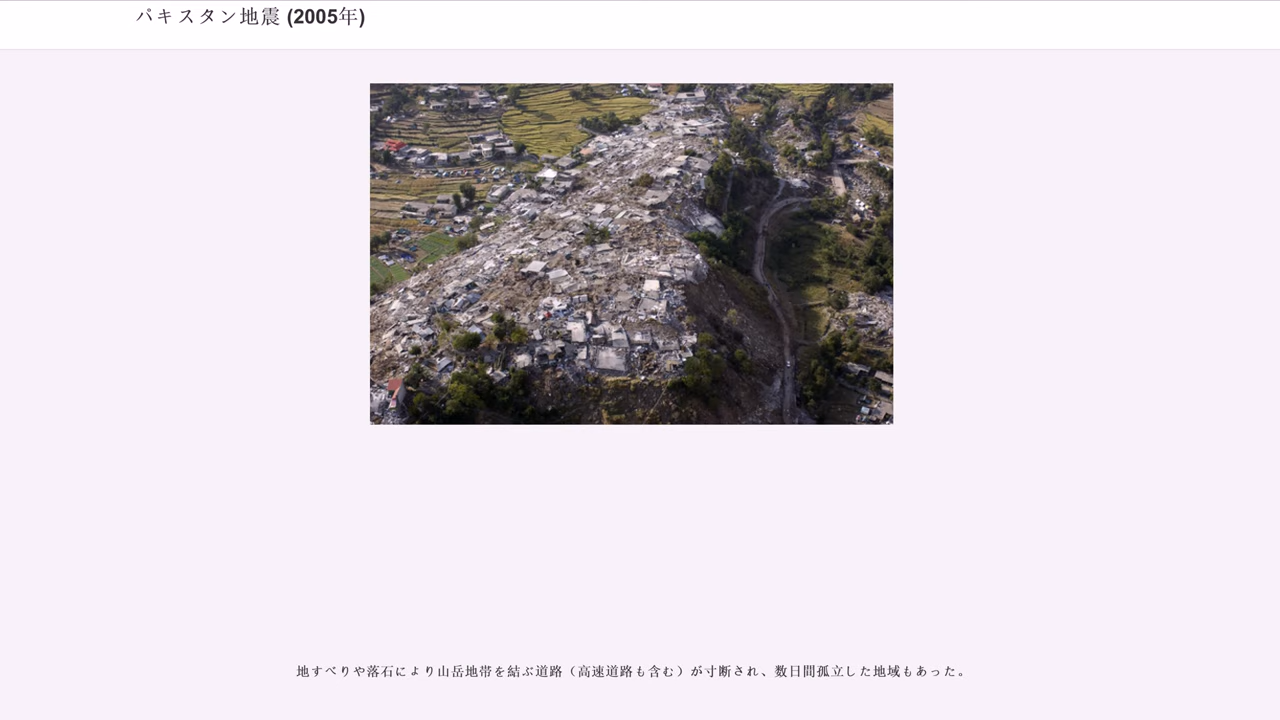 パキスタン地震 (2005年)
地すべりや落石により山岳地帯を結ぶ道路（高速道路も含む）が寸断され、数日間孤立した地域もあった。